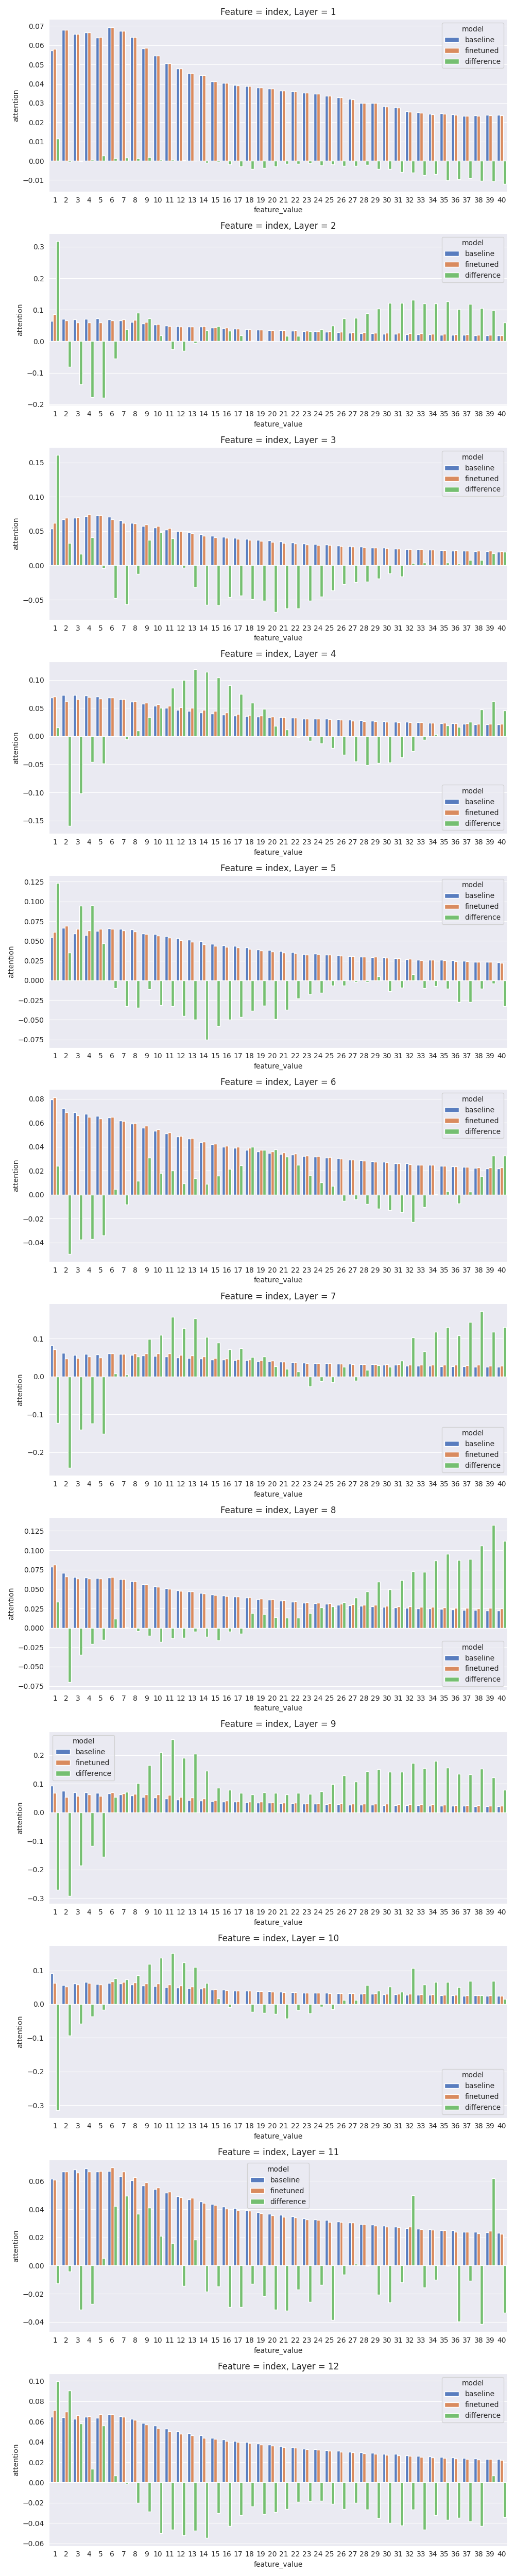 Feature = index, Layer = 1
model
baseline
finetuned
difference
attention
0.07
0.06
0.05
0.04
0.03
0.02
0.01
0.00
−0.01
1 2 3 4 5 6 7 8 9 10 11 12 13 14 15 16 17 18 19 20 21 22 23 24 25 26 27 28 29 30 31 32 33 34 35 36 37 38 39 40
feature_value
Feature = index, Layer = 2
model
baseline
finetuned
difference
attention
0.3
0.2
0.1
0.0
−0.1
−0.2
1 2 3 4 5 6 7 8 9 10 11 12 13 14 15 16 17 18 19 20 21 22 23 24 25 26 27 28 29 30 31 32 33 34 35 36 37 38 39 40
feature_value
Feature = index, Layer = 3
model
baseline
finetuned
difference
attention
0.15
0.10
0.05
0.00
−0.05
1 2 3 4 5 6 7 8 9 10 11 12 13 14 15 16 17 18 19 20 21 22 23 24 25 26 27 28 29 30 31 32 33 34 35 36 37 38 39 40
feature_value
Feature = index, Layer = 4
attention
0.10
0.05
0.00
−0.05
−0.10
−0.15
model
baseline
finetuned
difference
1 2 3 4 5 6 7 8 9 10 11 12 13 14 15 16 17 18 19 20 21 22 23 24 25 26 27 28 29 30 31 32 33 34 35 36 37 38 39 40
feature_value
Feature = index, Layer = 5
model
baseline
finetuned
difference
attention
0.125
0.100
0.075
0.050
0.025
0.000
−0.025
−0.050
−0.075
1 2 3 4 5 6 7 8 9 10 11 12 13 14 15 16 17 18 19 20 21 22 23 24 25 26 27 28 29 30 31 32 33 34 35 36 37 38 39 40
feature_value
Feature = index, Layer = 6
model
baseline
finetuned
difference
attention
0.08
0.06
0.04
0.02
0.00
−0.02
−0.04
1 2 3 4 5 6 7 8 9 10 11 12 13 14 15 16 17 18 19 20 21 22 23 24 25 26 27 28 29 30 31 32 33 34 35 36 37 38 39 40
feature_value
Feature = index, Layer = 7
attention
0.1
0.0
−0.1
−0.2
model
baseline
finetuned
difference
1 2 3 4 5 6 7 8 9 10 11 12 13 14 15 16 17 18 19 20 21 22 23 24 25 26 27 28 29 30 31 32 33 34 35 36 37 38 39 40
feature_value
Feature = index, Layer = 8
attention
0.125
0.100
0.075
0.050
0.025
0.000
−0.025
−0.050
−0.075
model
baseline
finetuned
difference
1 2 3 4 5 6 7 8 9 10 11 12 13 14 15 16 17 18 19 20 21 22 23 24 25 26 27 28 29 30 31 32 33 34 35 36 37 38 39 40
feature_value
Feature = index, Layer = 9
model
baseline
finetuned
difference
attention
0.2
0.1
0.0
−0.1
−0.2
−0.3
1 2 3 4 5 6 7 8 9 10 11 12 13 14 15 16 17 18 19 20 21 22 23 24 25 26 27 28 29 30 31 32 33 34 35 36 37 38 39 40
feature_value
Feature = index, Layer = 10
attention
0.1
0.0
−0.1
−0.2
−0.3
model
baseline
finetuned
difference
1 2 3 4 5 6 7 8 9 10 11 12 13 14 15 16 17 18 19 20 21 22 23 24 25 26 27 28 29 30 31 32 33 34 35 36 37 38 39 40
feature_value
Feature = index, Layer = 11
model
baseline
finetuned
difference
attention
0.06
0.04
0.02
0.00
−0.02
−0.04
1 2 3 4 5 6 7 8 9 10 11 12 13 14 15 16 17 18 19 20 21 22 23 24 25 26 27 28 29 30 31 32 33 34 35 36 37 38 39 40
feature_value
Feature = index, Layer = 12
model
baseline
finetuned
difference
attention
0.10
0.08
0.06
0.04
0.02
0.00
−0.02
−0.04
−0.06
1 2 3 4 5 6 7 8 9 10 11 12 13 14 15 16 17 18 19 20 21 22 23 24 25 26 27 28 29 30 31 32 33 34 35 36 37 38 39 40
feature_value